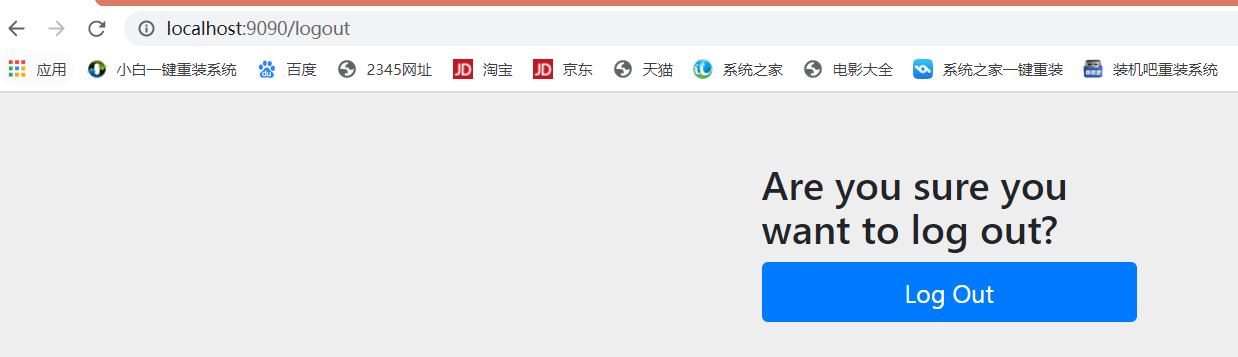 localhost:9090/logout
应用 小白一键重装系统 百度 2345网址 JD 淘宝 JD 京东 天猫 系统之家 电影大全 系统之家一键重装 装机吧重装系统
Are you sure you
want to log out?
Log Out